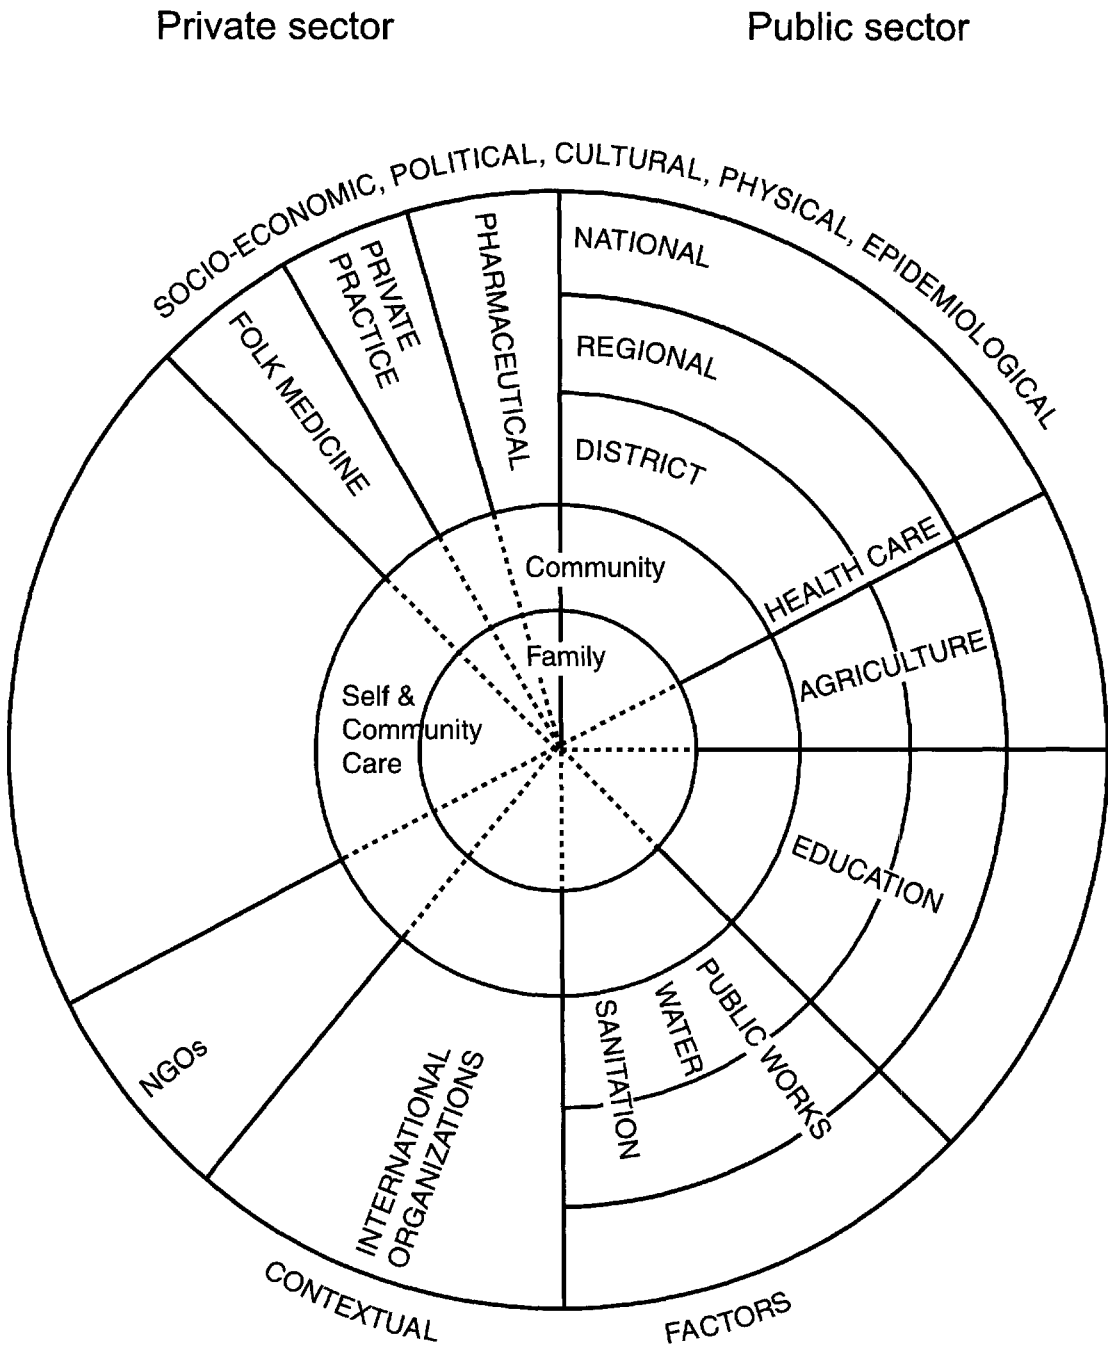 Private sector
Public sector
SOCIO-ECONOMIC, POLITICAL, CULTURAL, PHYSICAL, EPIDEMIOLOGICAL
FOLK MEDICINE
PRIVATE
PRACTICE
PHARMACEUTICAL
NATIONAL
REGIONAL
DISTRICT
HEALTH CARE
Community
Family
Self &
Community
Care
AGRICULTURE
EDUCATION
PUBLIC WORKS
WATER
SANITATION
NGOs
INTERNATIONAL
ORGANIZATIONS
CONTEXTUAL
FACTORS